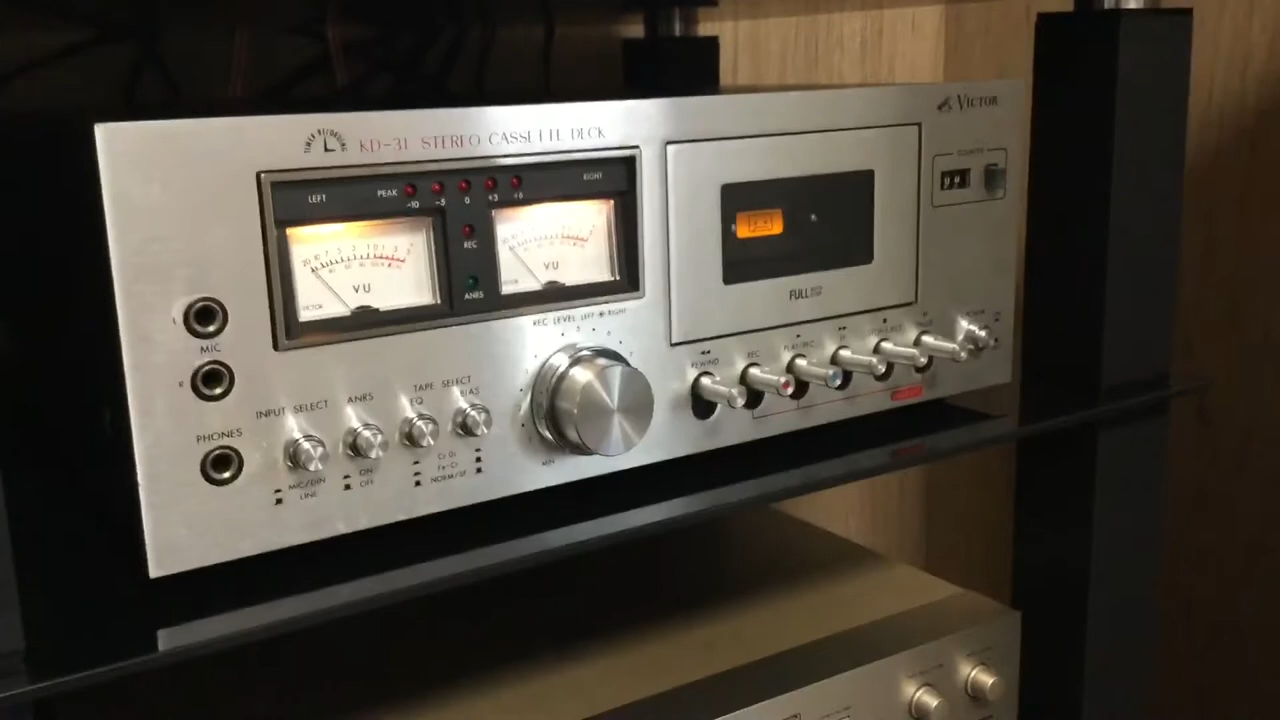 TIMER RECORDING
KD-31 STEREO CASSETTE DECK
VICTOR
COUNTER
LEFT
PEAK
-10 -5 0 +3 +6
RIGHT
REC
VU
VU
VICTOR
ANRS
FULL
REC LEVEL LEFT RIGHT
MIC
R
PHONES
INPUT SELECT
ANRS
TAPE SELECT
EQ
BIAS
MIC/DIN
LINE
ON
OFF
Cr O₂
Fe-Cr
NORM/SF
MIN
REWIND
REC
PLAY/REC
FF